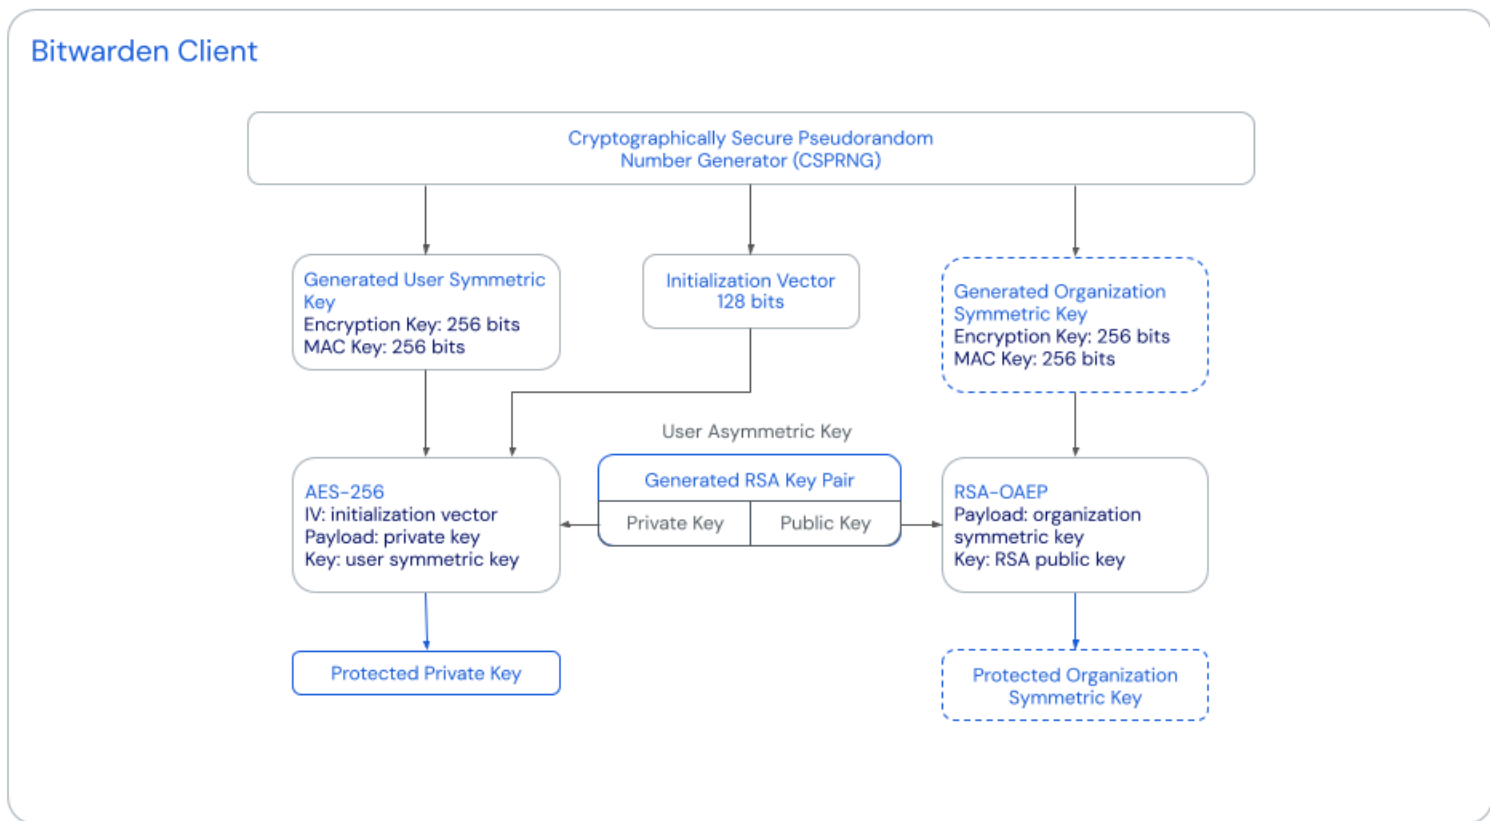 Bitwarden Client
Cryptographically Secure Pseudorandom
Number Generator (CSPRNG)
Generated User Symmetric
Key
Encryption Key: 256 bits
MAC Key: 256 bits
Initialization Vector
128 bits
Generated Organization
Symmetric Key
Encryption Key: 256 bits
MAC Key: 256 bits
User Asymmetric Key
Generated RSA Key Pair
Private Key
Public Key
AES-256
IV: initialization vector
Payload: private key
Key: user symmetric key
RSA-OAEP
Payload: organization
symmetric key
Key: RSA public key
Protected Private Key
Protected Organization
Symmetric Key